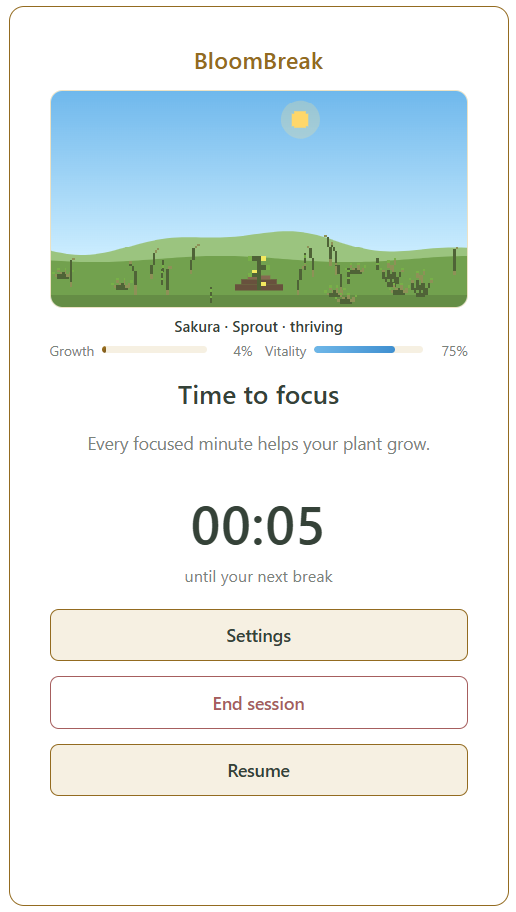 BloomBreak
Sakura · Sprout · thriving
Growth 4% Vitality 75%
Time to focus
Every focused minute helps your plant grow.
00:05
until your next break
Settings
End session
Resume